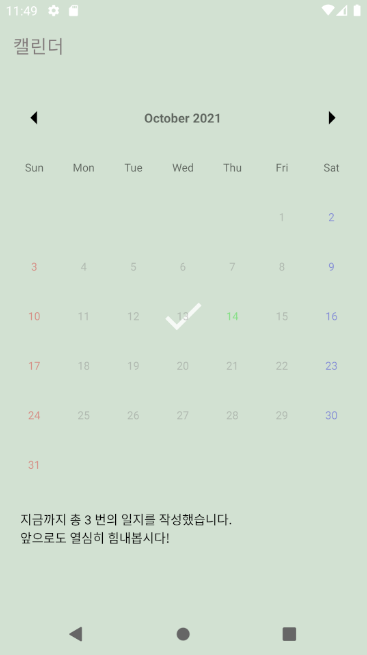 11:49
캘린더
October 2021
Sun Mon Tue Wed Thu Fri Sat
1 2
3 4 5 6 7 8 9
10 11 12 13 14 15 16
17 18 19 20 21 22 23
24 25 26 27 28 29 30
31
지금까지 총 3 번의 일지를 작성했습니다.
앞으로도 열심히 힘내봅시다!